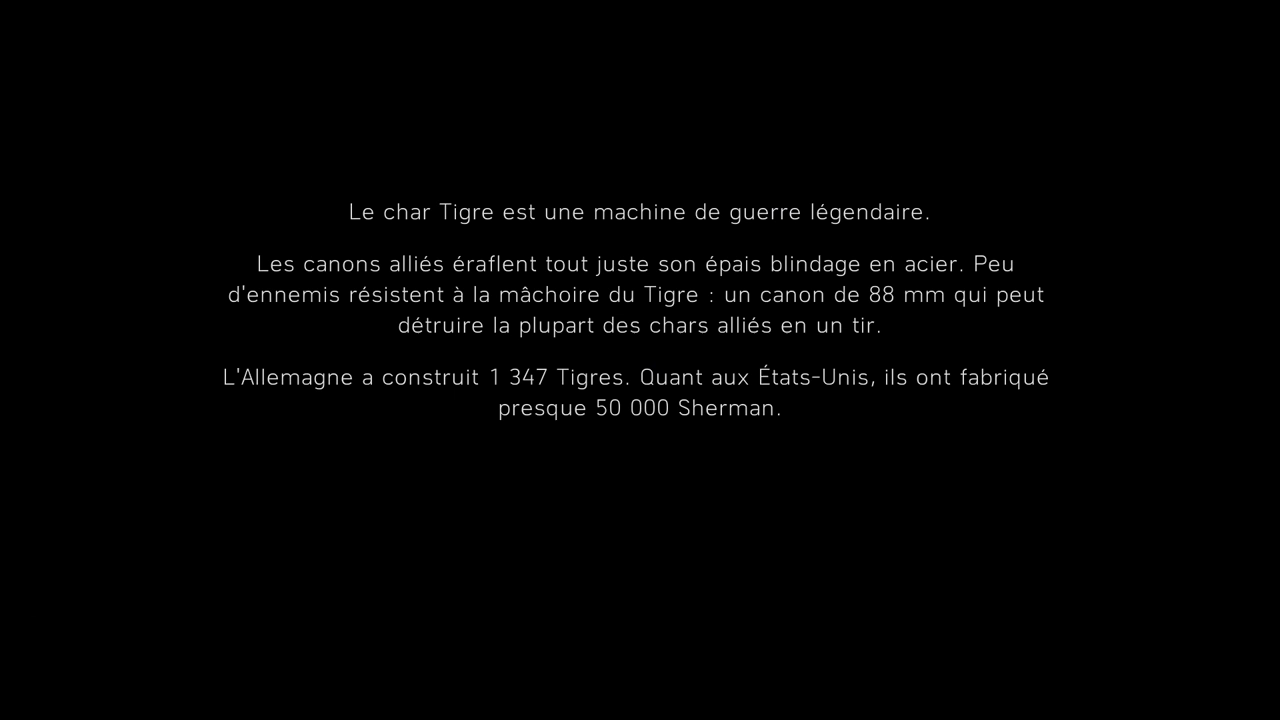 Le char Tigre est une machine de guerre légendaire.
Les canons alliés éraflent tout juste son épais blindage en acier. Peu
d'ennemis résistent à la mâchoire du Tigre : un canon de 88 mm qui peut
détruire la plupart des chars alliés en un tir.
L'Allemagne a construit 1 347 Tigres. Quant aux États-Unis, ils ont fabriqué
presque 50 000 Sherman.